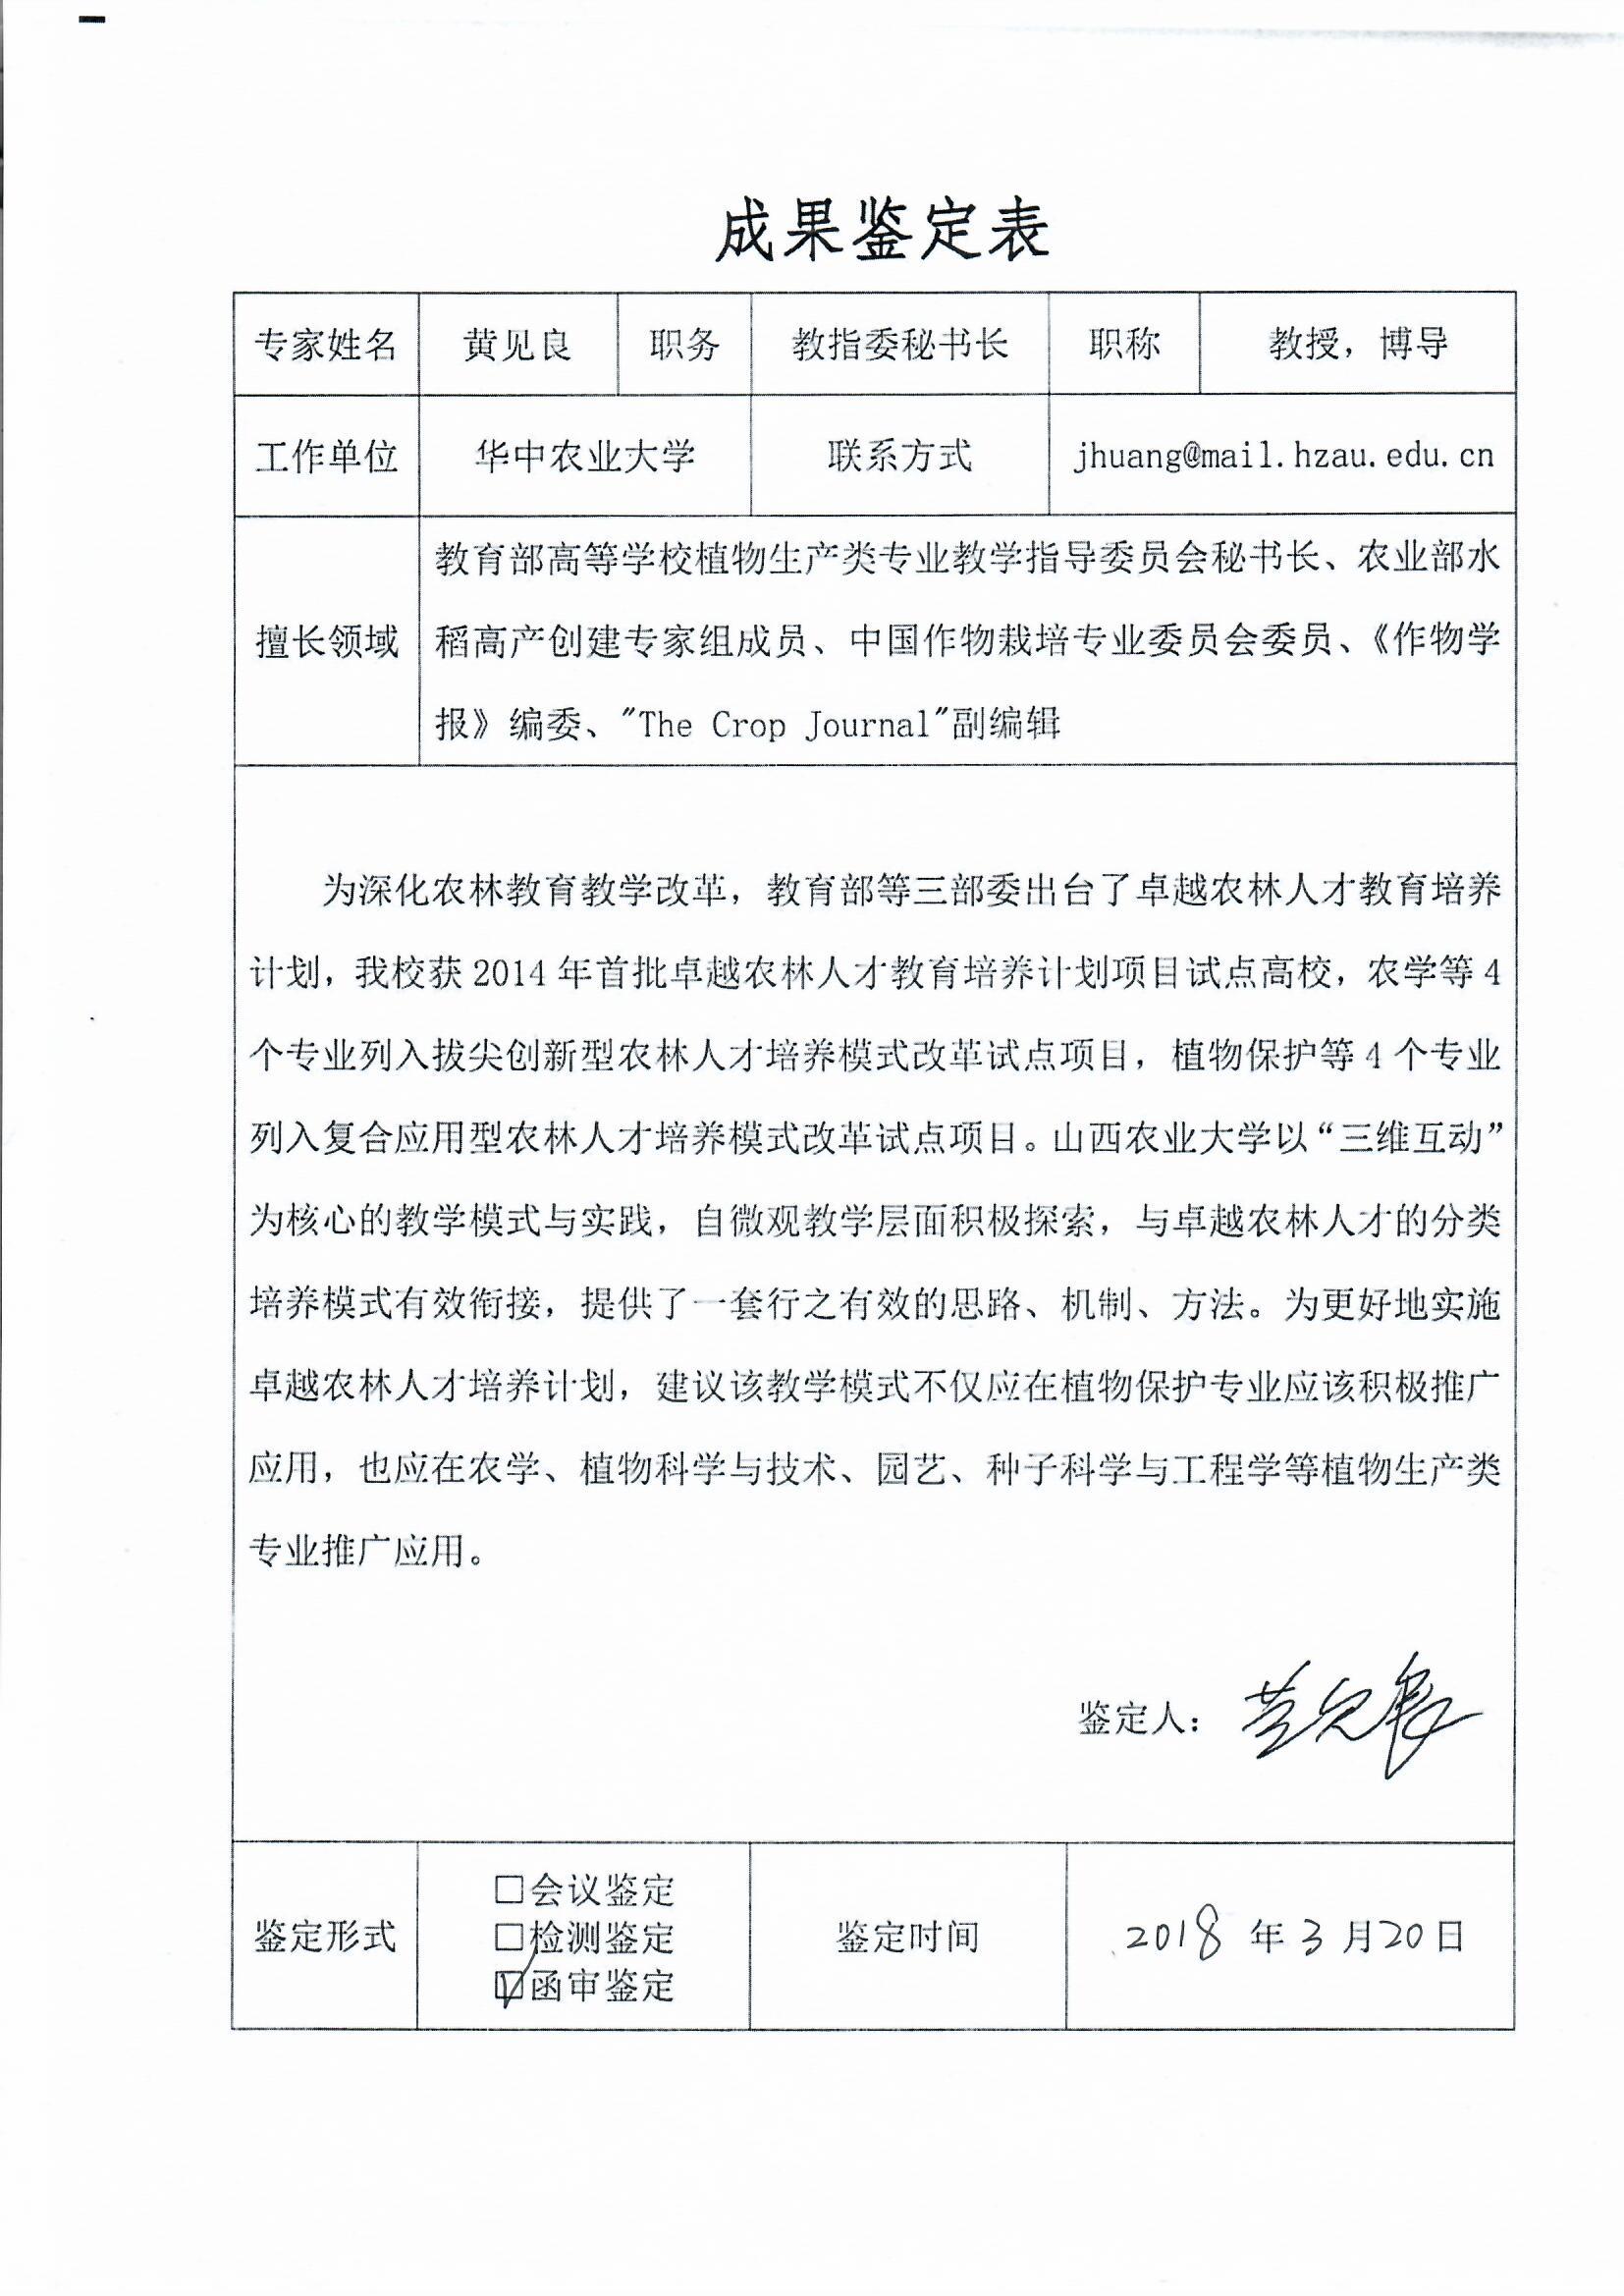 成果鉴定表
专家姓名 黄见良 职务 教指委秘书长 职称 教授，博导
工作单位 华中农业大学 联系方式 jhuang@mail.hzau.edu.cn
教育部高等学校植物生产类专业教学指导委员会秘书长、农业部水
擅长领域 稻高产创建专家组成员、中国作物栽培专业委员会委员、《作物学
报》编委、"The Crop Journal"副编辑
为深化农林教育教学改革，教育部等三部委出台了卓越农林人才教育培养
计划，我校获 2014 年首批卓越农林人才教育培养计划项目试点高校，农学等 4
个专业列入拔尖创新型农林人才培养模式改革试点项目，植物保护等 4 个专业
列入复合应用型农林人才培养模式改革试点项目。山西农业大学以“三维互动”
为核心的教学模式与实践，自微观教学层面积极探索，与卓越农林人才的分类
培养模式有效衔接，提供了一套行之有效的思路、机制、方法。为更好地实施
卓越农林人才培养计划，建议该教学模式不仅应在植物保护专业应该积极推广
应用，也应在农学、植物科学与技术、园艺、种子科学与工程学等植物生产类
专业推广应用。
鉴定人：黄见良
□会议鉴定
鉴定形式 □检测鉴定 鉴定时间 2018 年 3 月 20 日
☑函审鉴定